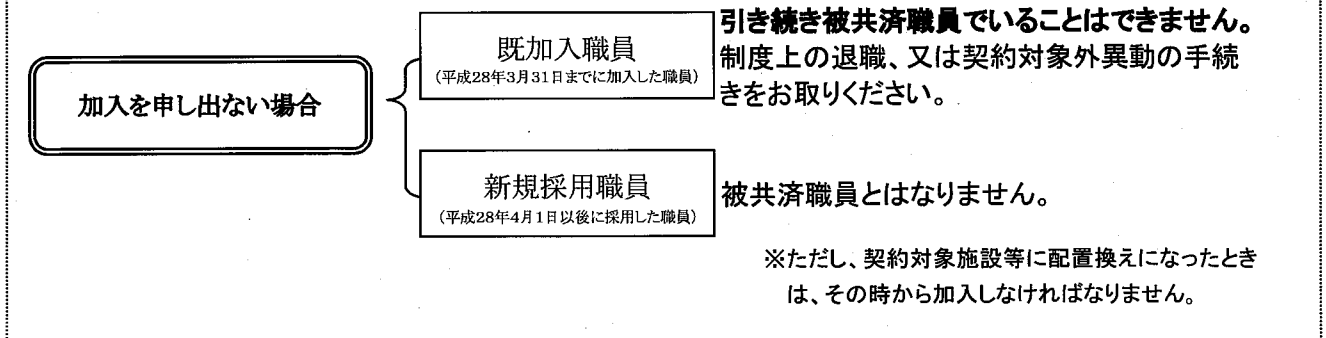 加入を申し出ない場合
既加入職員
(平成28年3月31日までに加入した職員)
引き続き被共済職員でいることはできません。
制度上の退職、又は契約対象外異動の手続
きをお取りください。
新規採用職員
(平成28年4月1日以後に採用した職員)
被共済職員とはなりません。
※ただし、契約対象施設等に配置換えになったとき
は、その時から加入しなければなりません。